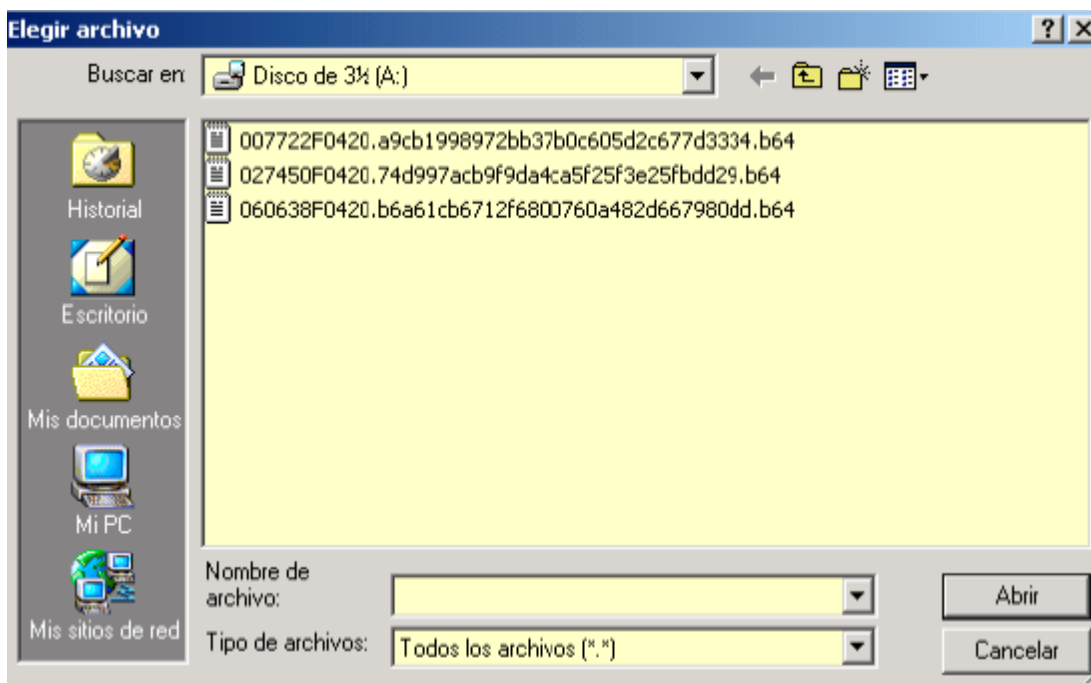 Elegir archivo
Buscar en:
Disco de 3½ (A:)
007722F0420.a9cb1998972bb37b0c605d2c677d3334.b64
027450F0420.74d997acb9f9da4ca5f25f3e25fbdd29.b64
060638F0420.b6a61cb6712f6800760a482d667980dd.b64
Historial
Escritorio
Mis documentos
Mi PC
Mis sitios de red
Nombre de
archivo:
Abrir
Tipo de archivos:
Todos los archivos (*.*)
Cancelar